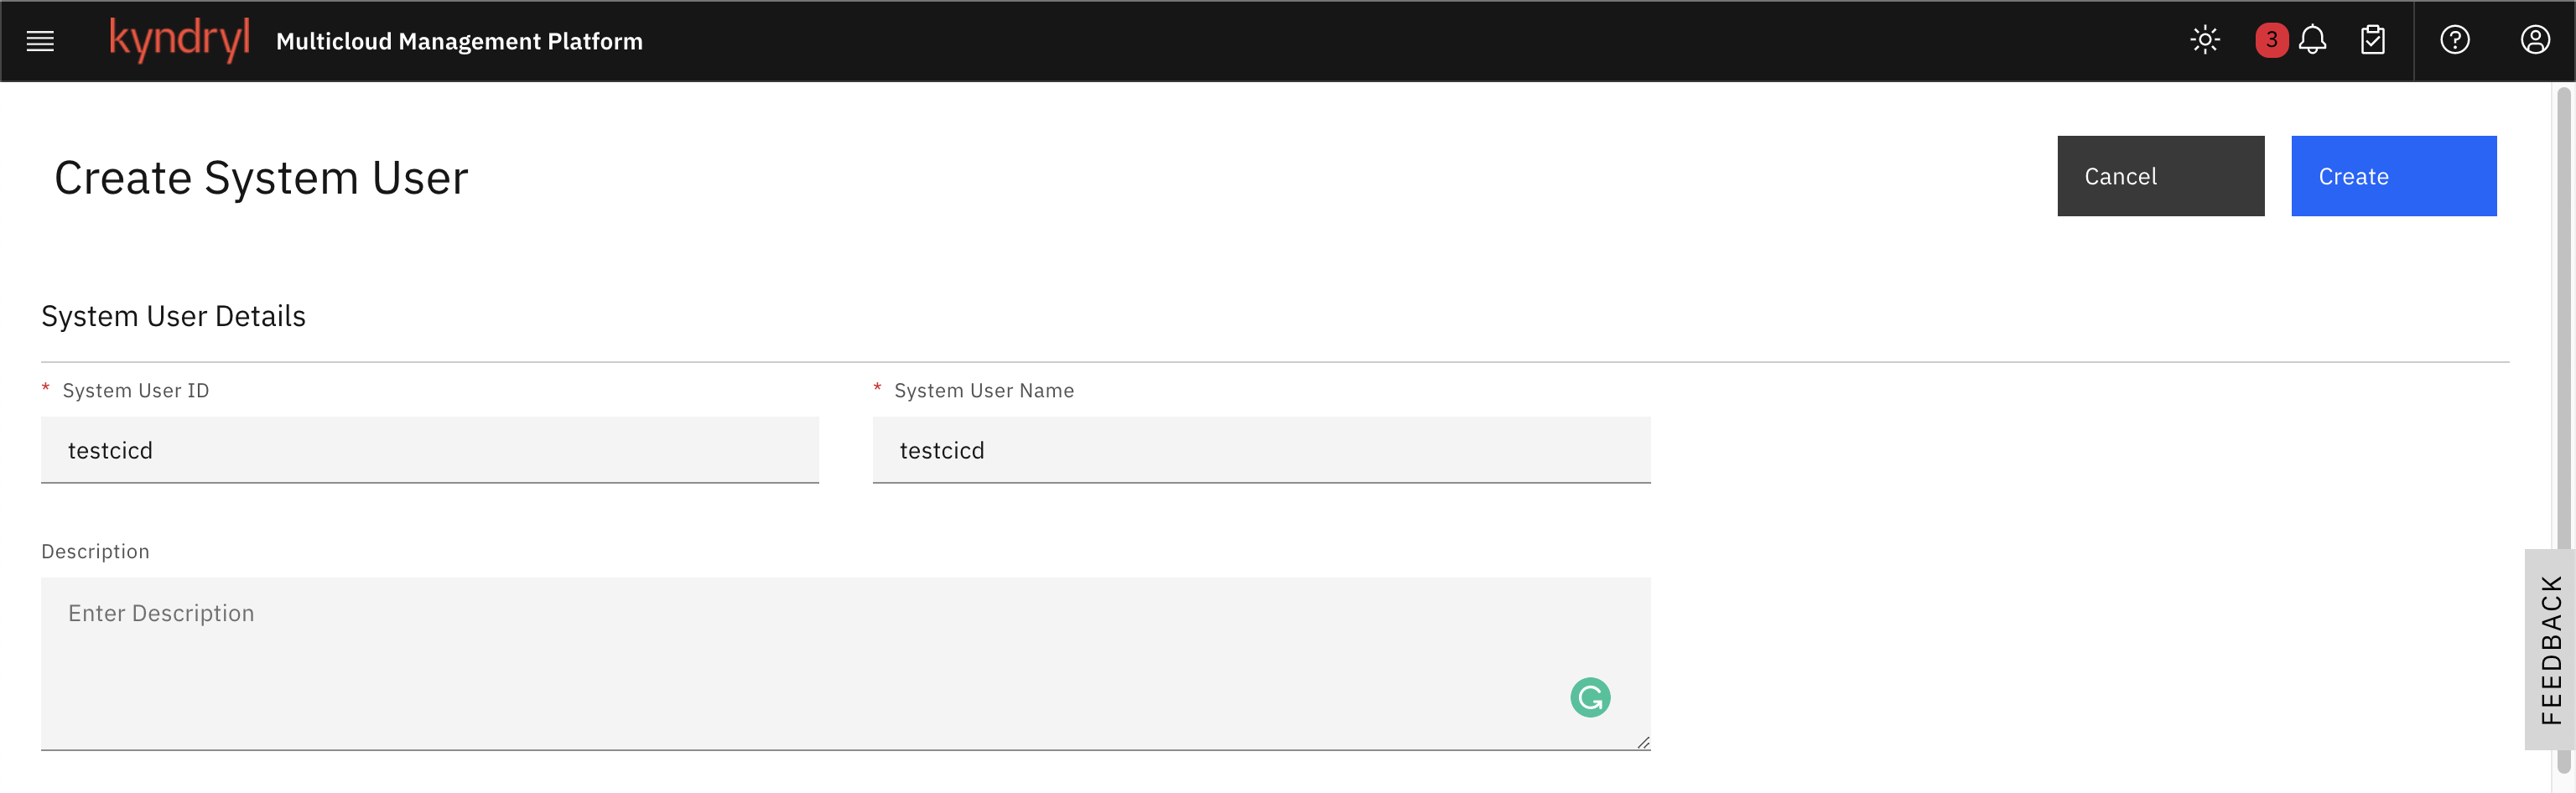 kyndryl Multicloud Management Platform 3
Create System User
Cancel Create
System User Details
* System User ID * System User Name
testcicd testcicd
Description
Enter Description
FEEDBACK